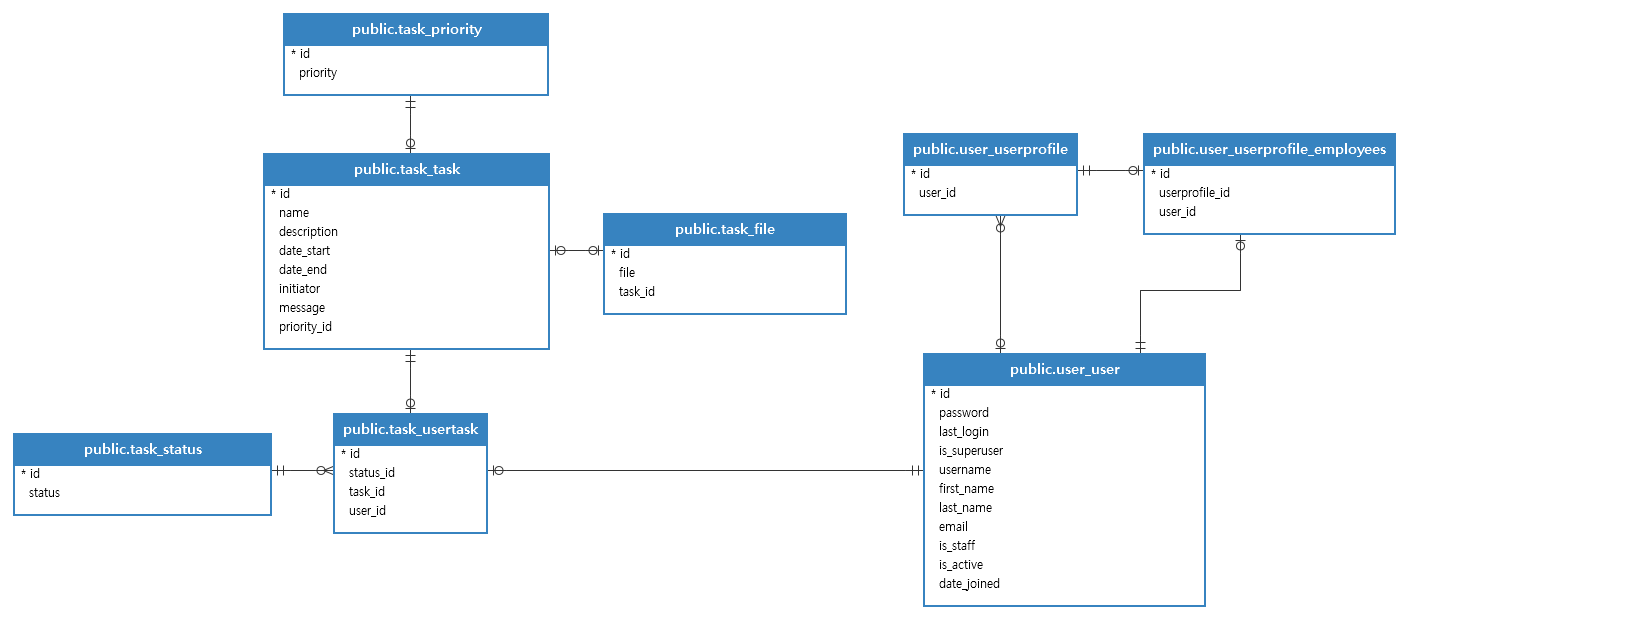 public.task_priority
* id
priority
public.task_task
* id
name
description
date_start
date_end
initiator
message
priority_id
public.task_file
* id
file
task_id
public.user_userprofile
* id
user_id
public.user_userprofile_employees
* id
userprofile_id
user_id
public.task_status
* id
status
public.task_usertask
* id
status_id
task_id
user_id
public.user_user
* id
password
last_login
is_superuser
username
first_name
last_name
email
is_staff
is_active
date_joined